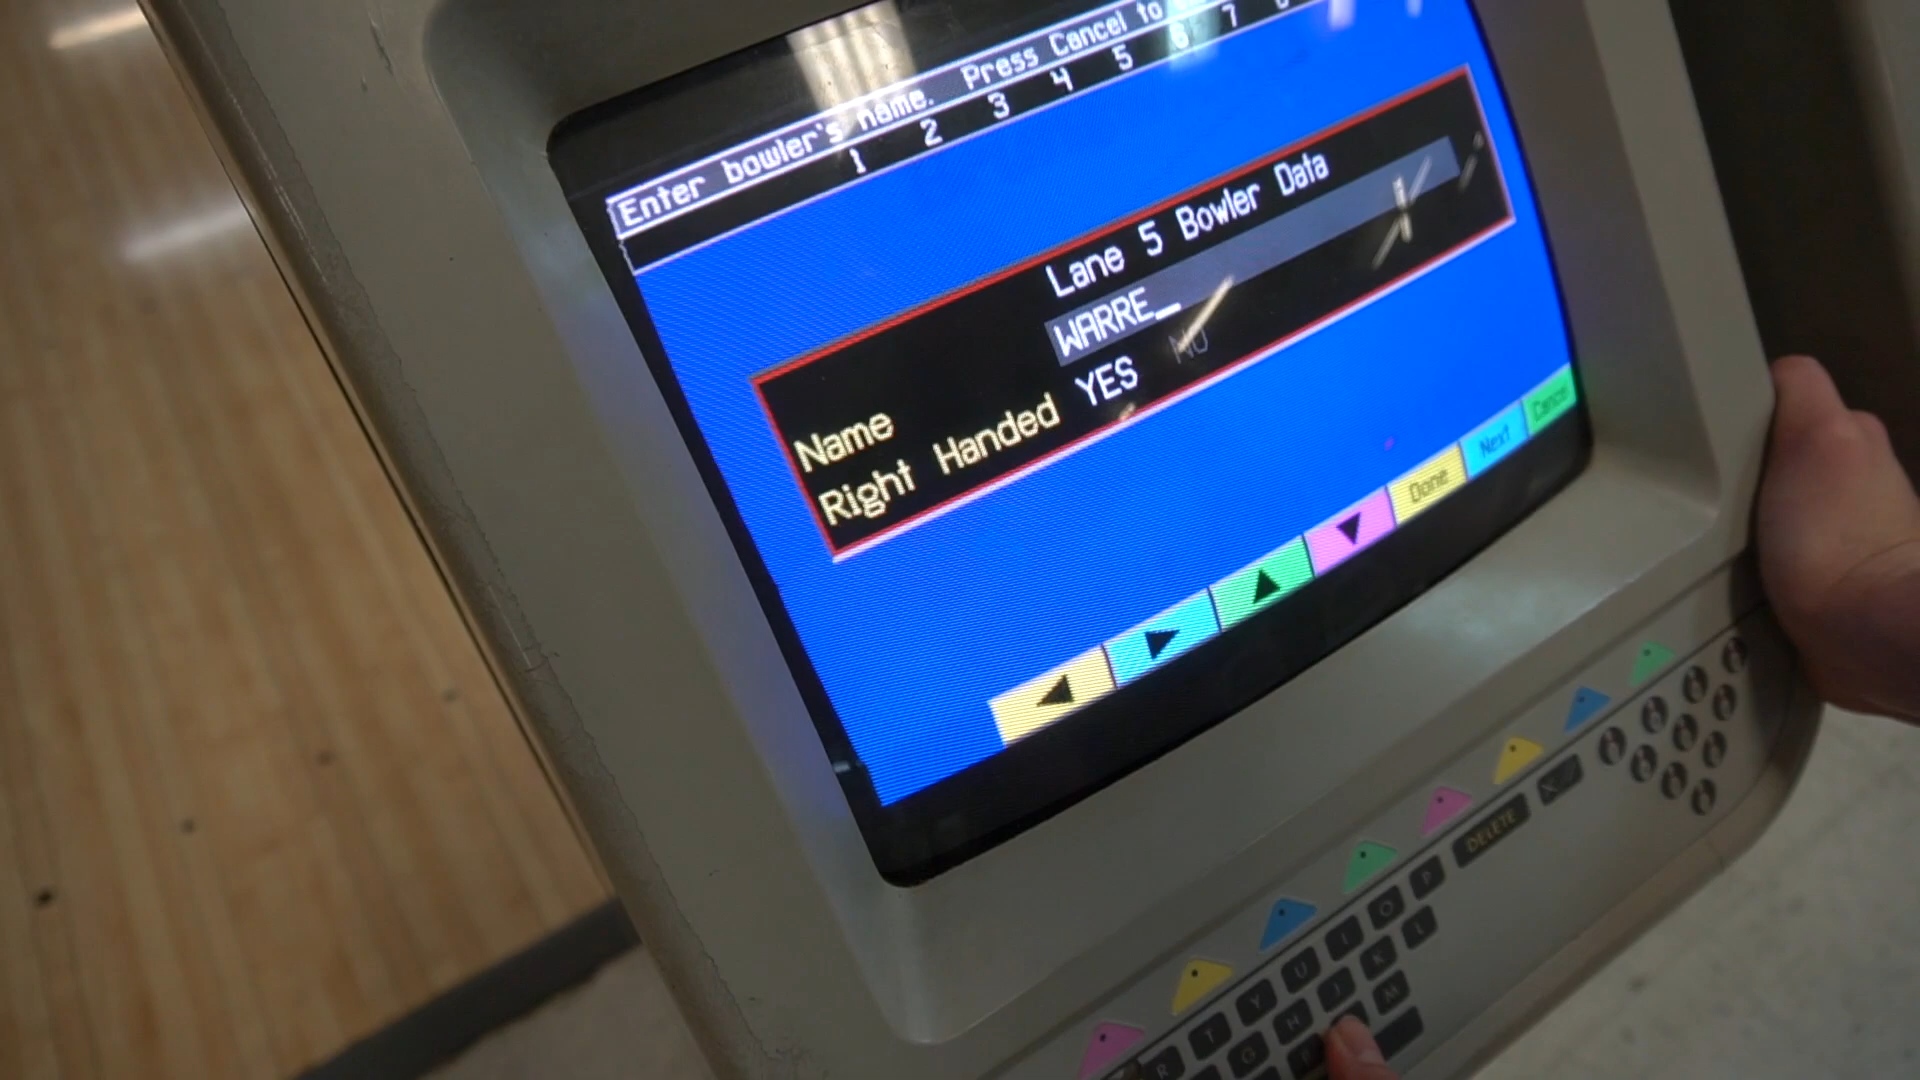 Enter bowler's name. Press Cancel to
1 2 3 4 5 6 7
Lane 5 Bowler Data
Name WARRE_
Right Handed YES NO
◄ ► ▲ ▼ Done Next Cancel
DELETE
R T Y U I O P
G H J K L
M